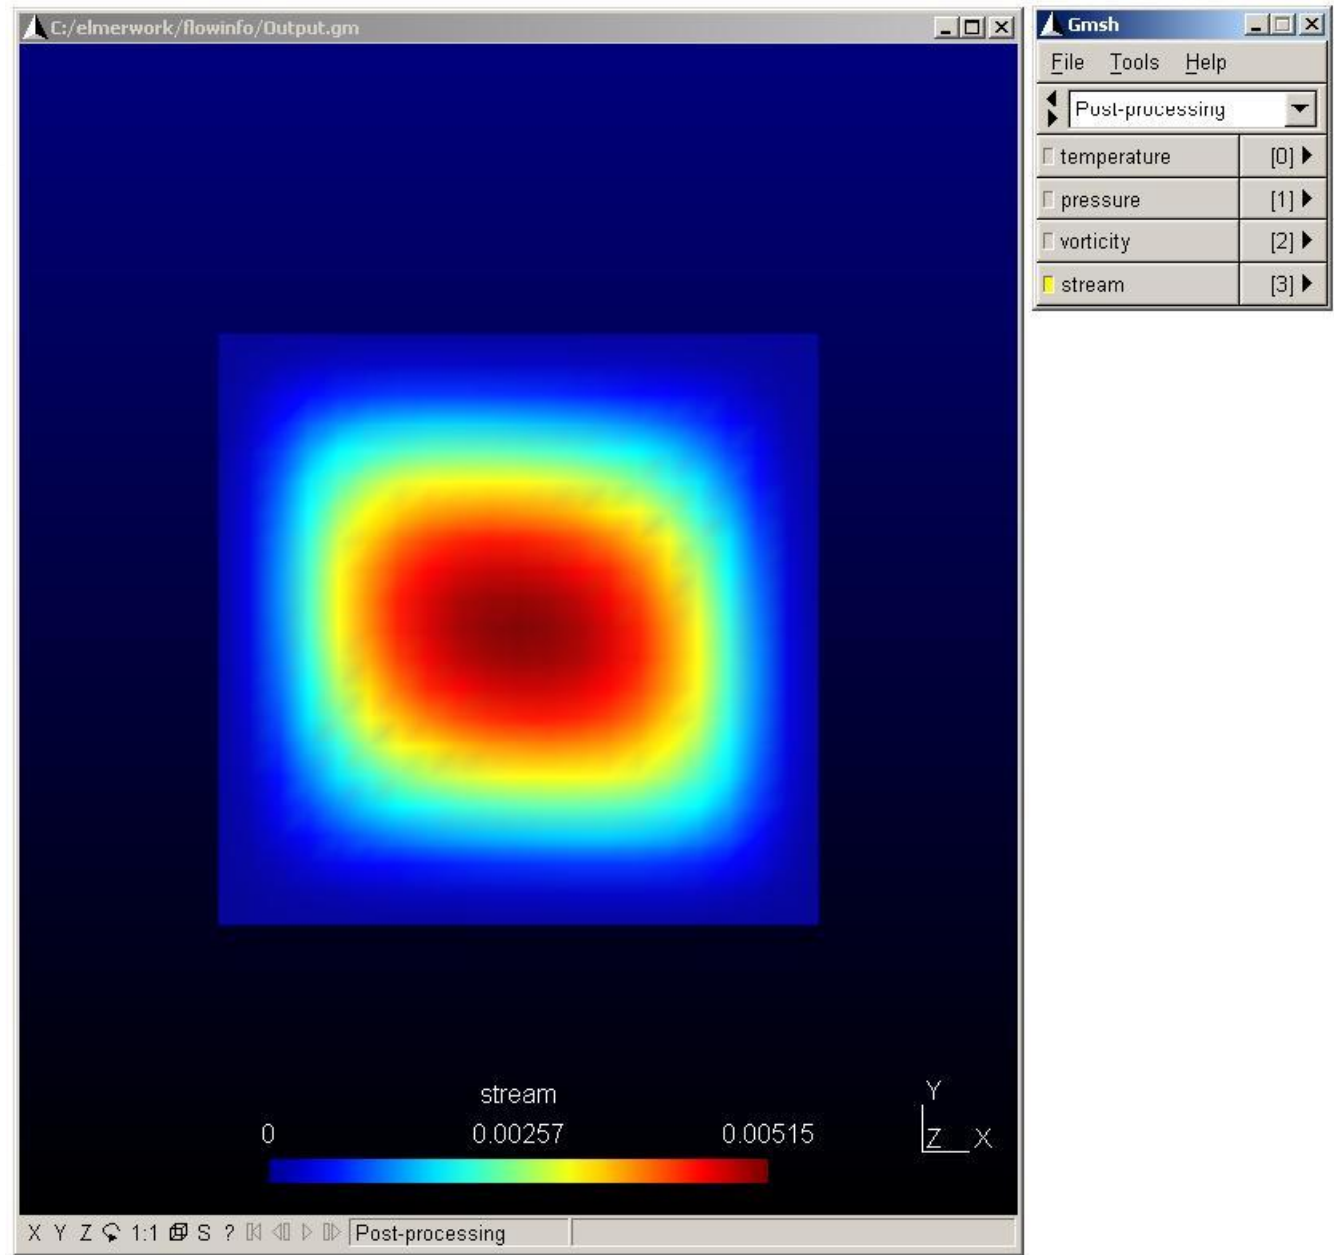 C:/elmerwork/flowinfo/Output.gm
stream
0 0.00257 0.00515
Y
Z X
X Y Z 1:1 S ? Post-processing
Gmsh
File Tools Help
Post-processing
temperature [0]
pressure [1]
vorticity [2]
stream [3]